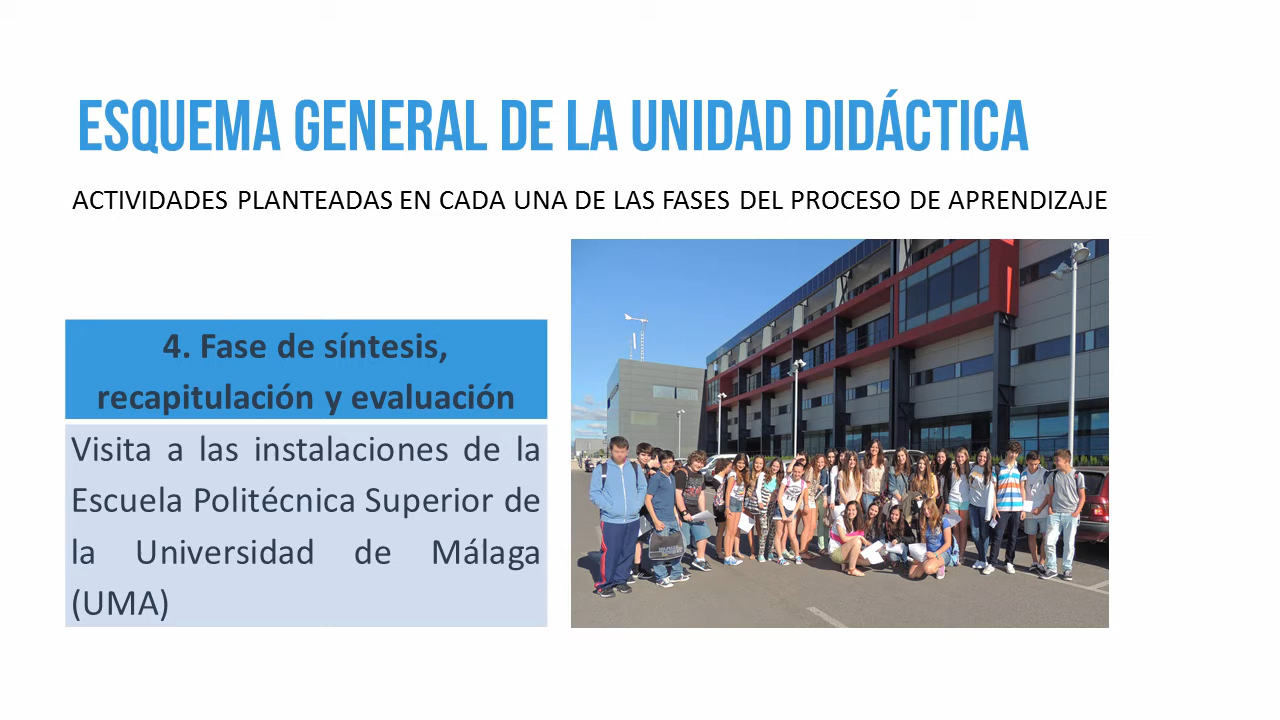 ESQUEMA GENERAL DE LA UNIDAD DIDÁCTICA
ACTIVIDADES PLANTEADAS EN CADA UNA DE LAS FASES DEL PROCESO DE APRENDIZAJE
4. Fase de síntesis,
recapitulación y evaluación
Visita a las instalaciones de la
Escuela Politécnica Superior de
la Universidad de Málaga
(UMA)